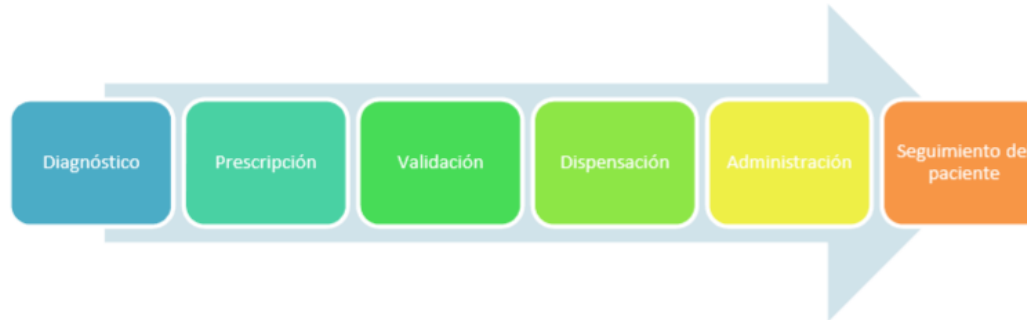 Diagnóstico
Prescripción
Validación
Dispensación
Administración
Seguimiento de
paciente